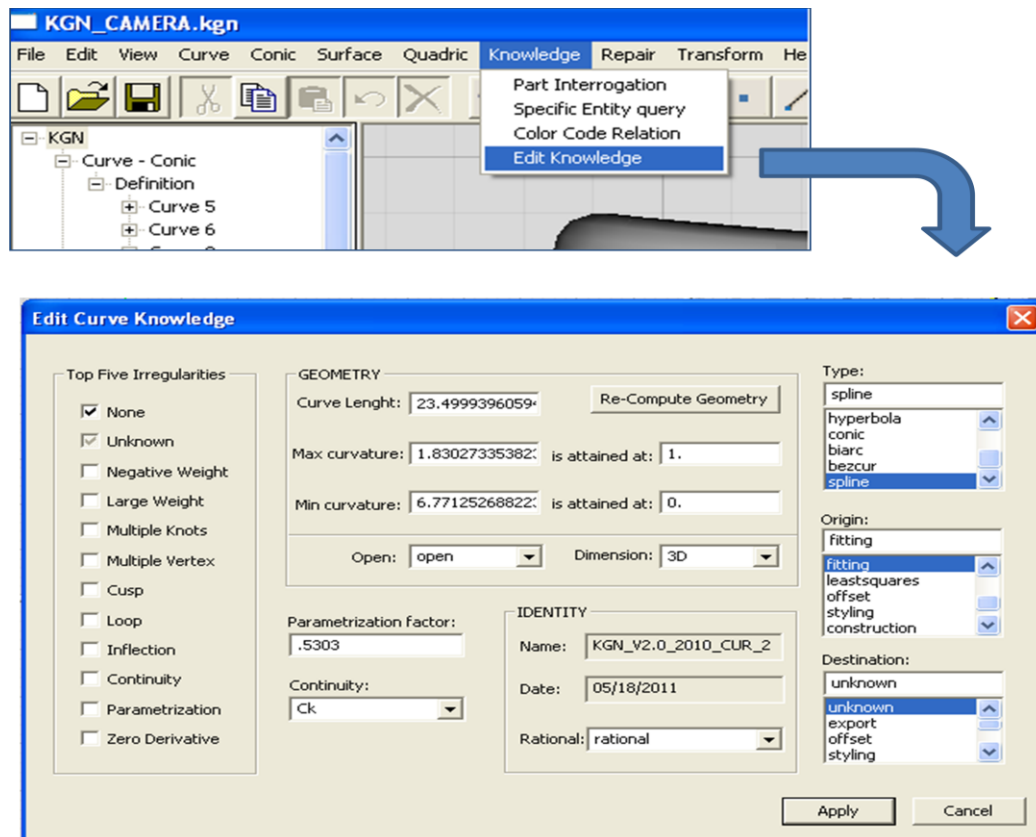 KGN_CAMERA.kgn
File Edit View Curve Conic Surface Quadric Knowledge Repair Transform He
Part Interrogation
Specific Entity query
Color Code Relation
Edit Knowledge
KGN
Curve - Conic
Definition
Curve 5
Curve 6
Edit Curve Knowledge
Top Five Irregularities
None
Unknown
Negative Weight
Large Weight
Multiple Knots
Multiple Vertex
Cusp
Loop
Inflection
Continuity
Parametrization
Zero Derivative
GEOMETRY
Curve Lenght: 23.4999396059 Re-Compute Geometry
Max curvature: 1.83027335382 is attained at: 1.
Min curvature: 6.77125268822 is attained at: 0.
Open: open Dimension: 3D
Parametrization factor:
.5303
Continuity:
Ck
IDENTITY
Name: KGN_V2.0_2010_CUR_2
Date: 05/18/2011
Rational: rational
Type:
spline
hyperbola
conic
biarc
bezcur
spline
Origin:
fitting
fitting
leastsquares
offset
styling
construction
Destination:
unknown
unknown
export
offset
styling
Apply Cancel